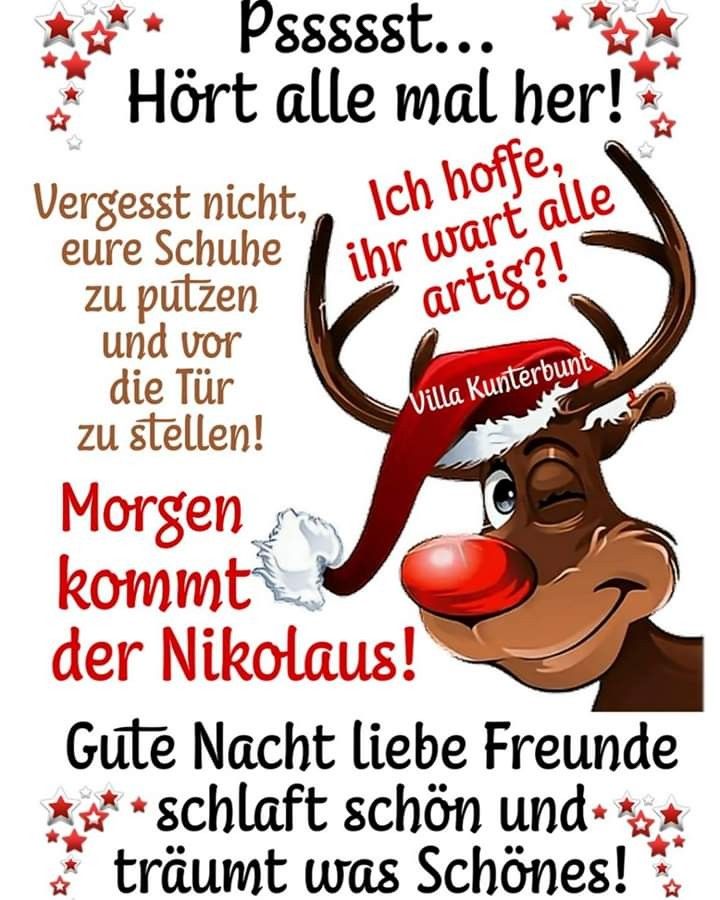 Pssssst...
Hört alle mal her!
Vergesst nicht,
eure Schuhe
zu putzen
und vor
die Tür
zu stellen!
Ich hoffe,
ihr wart alle
artig?!
Villa Kunterbunt
Morgen
kommt
der Nikolaus!
Gute Nacht liebe Freunde
schlaft schön und
träumt was Schönes!